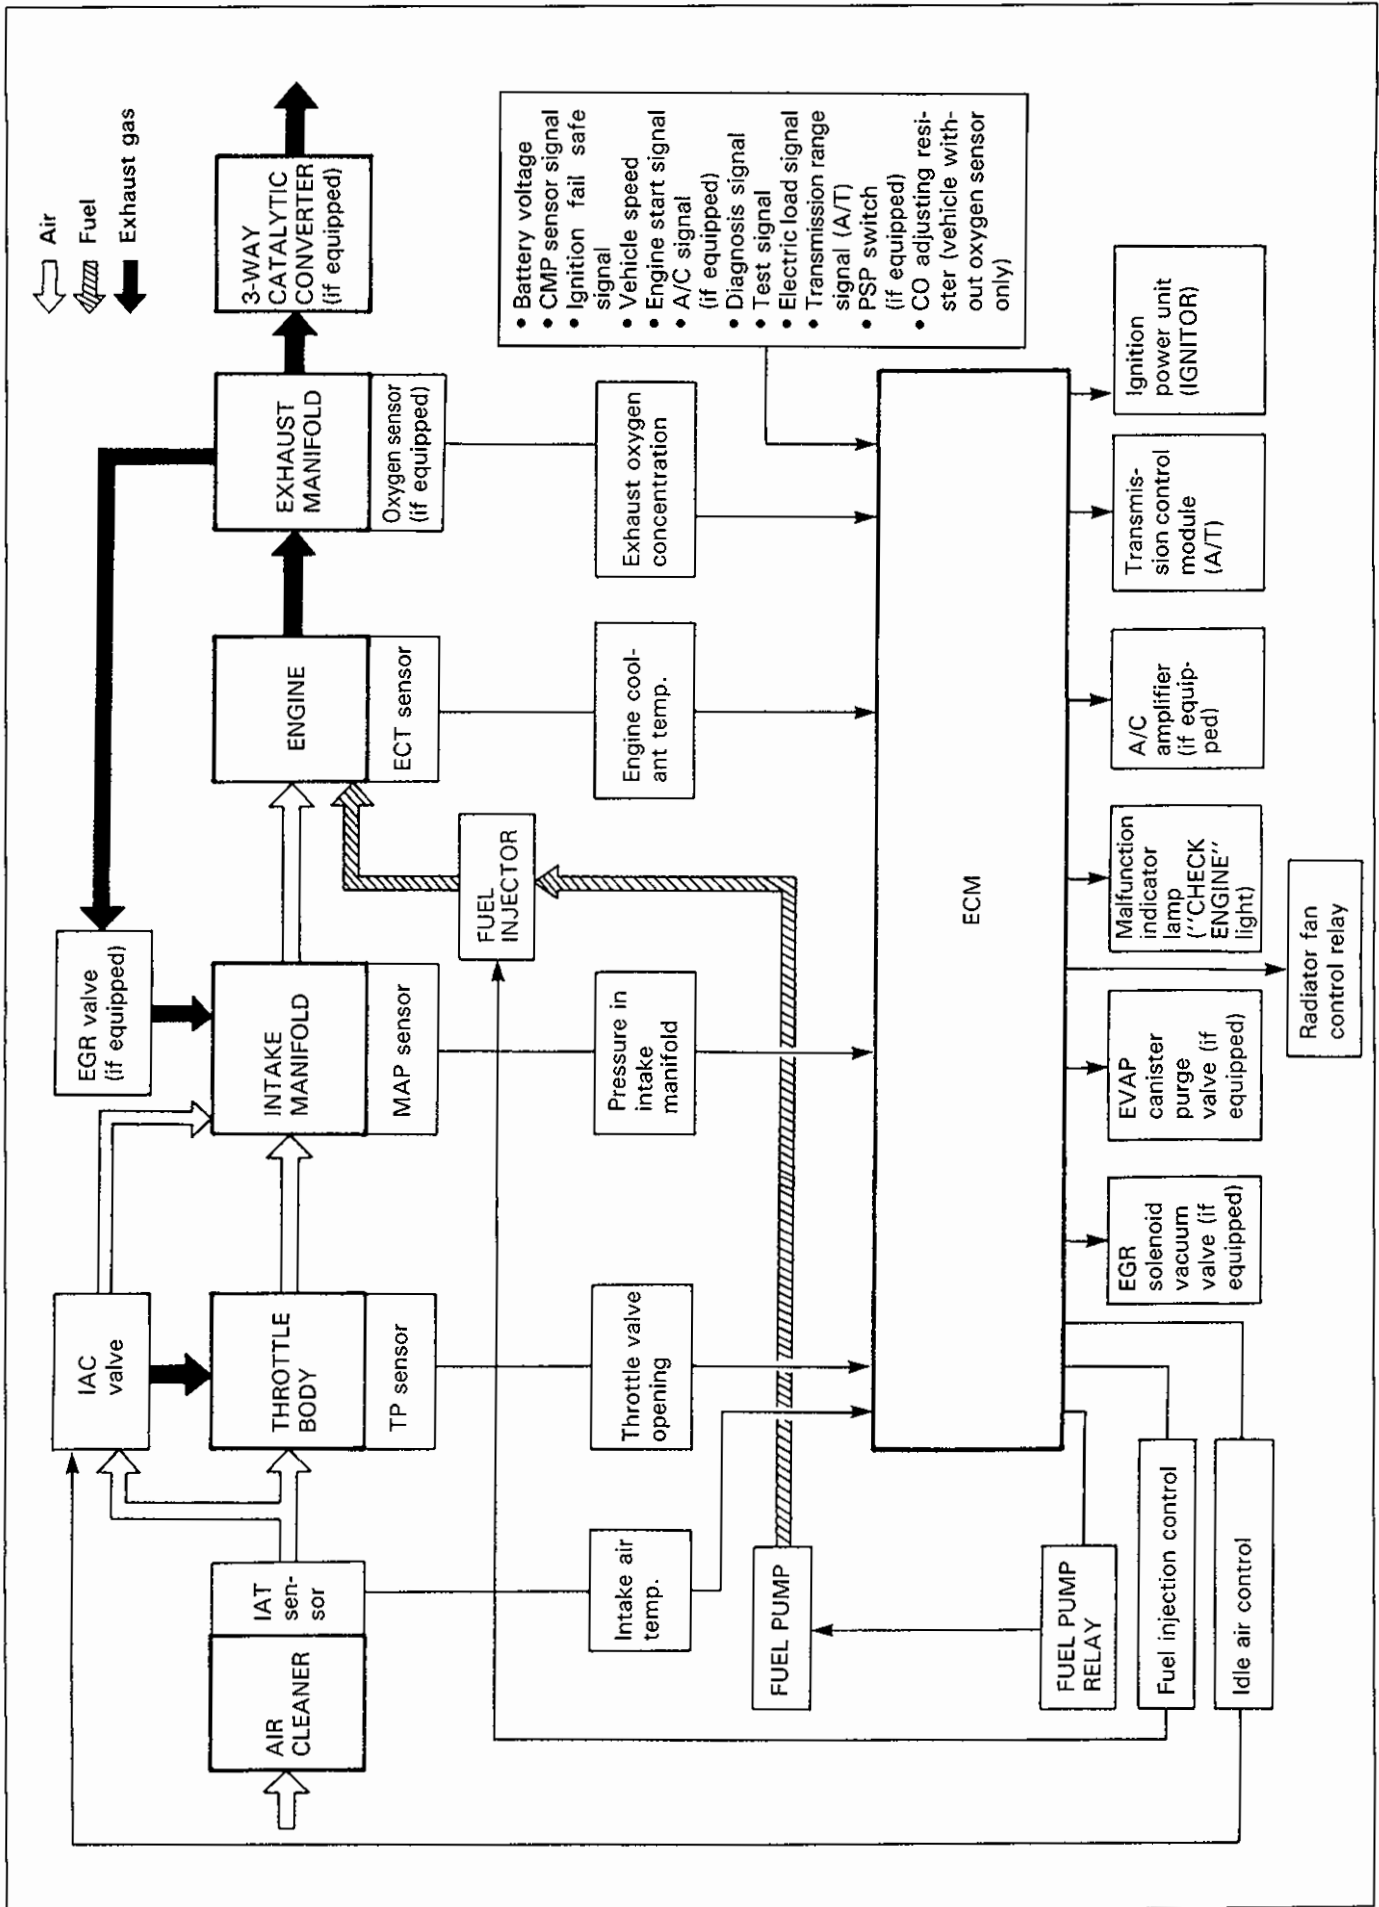 Air
Fuel
Exhaust gas
EGR valve
(if equipped)
IAC
valve
AIR
CLEANER
IAT
sen-
sor
THROTTLE
BODY
TP sensor
INTAKE
MANIFOLD
MAP sensor
ENGINE
ECT sensor
EXHAUST
MANIFOLD
Oxygen sensor
(if equipped)
3-WAY
CATALYTIC
CONVERTER
(if equipped)
FUEL
INJECTOR
Intake air
temp.
Throttle valve
opening
Pressure in
intake
manifold
Engine cool-
ant temp.
Exhaust oxygen
concentration
• Battery voltage
• CMP sensor signal
• Ignition fail safe
signal
• Vehicle speed
• Engine start signal
• A/C signal
(if equipped)
• Diagnosis signal
• Test signal
• Electric load signal
• Transmission range
signal (A/T)
• PSP switch
(if equipped)
• CO adjusting resi-
ster (vehicle with-
out oxygen sensor
only)
FUEL PUMP
ECM
FUEL PUMP
RELAY
Fuel injection control
Idle air control
EGR
solenoid
vacuum
valve (if
equipped)
EVAP
canister
purge
valve (if
equipped)
Malfunction
indicator
lamp
("CHECK
ENGINE"
light)
A/C
amplifier
(if equip-
ped)
Transmis-
sion control
module
(A/T)
Ignition
power unit
(IGNITOR)
Radiator fan
control relay